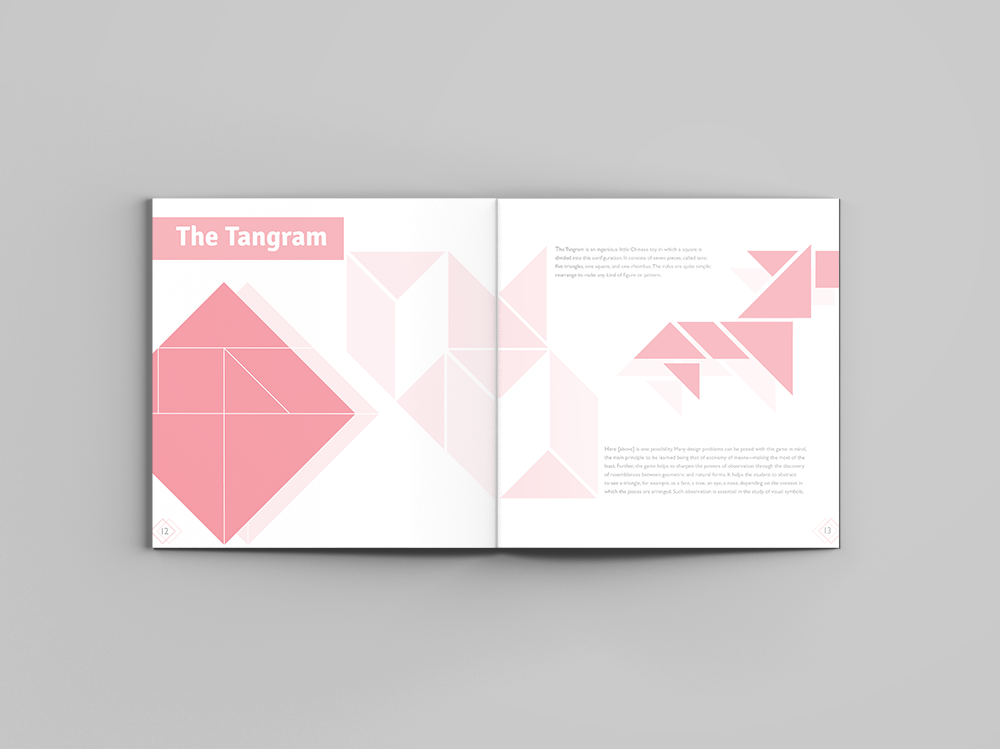 The Tangram
The Tangram is an ingenious little Chinese toy in which a square is
divided into this configuration. It consists of seven pieces, called tans:
five triangles, one square, and one rhombus. The rules are quite simple:
rearrange to make any kind of figure or pattern.
Here [above] is one possibility. Many design problems can be posed with this game in mind,
the main principle to be learned being that of economy of means—making the most of the
least. Further, the game helps to sharpen the powers of observation through the discovery
of resemblances between geometric and natural forms. It helps the student to abstract:
to see a triangle, for example, as a face, a tree, an eye, a nose, depending on the context in
which the pieces are arranged. Such observation is essential in the study of visual symbols.
12
13